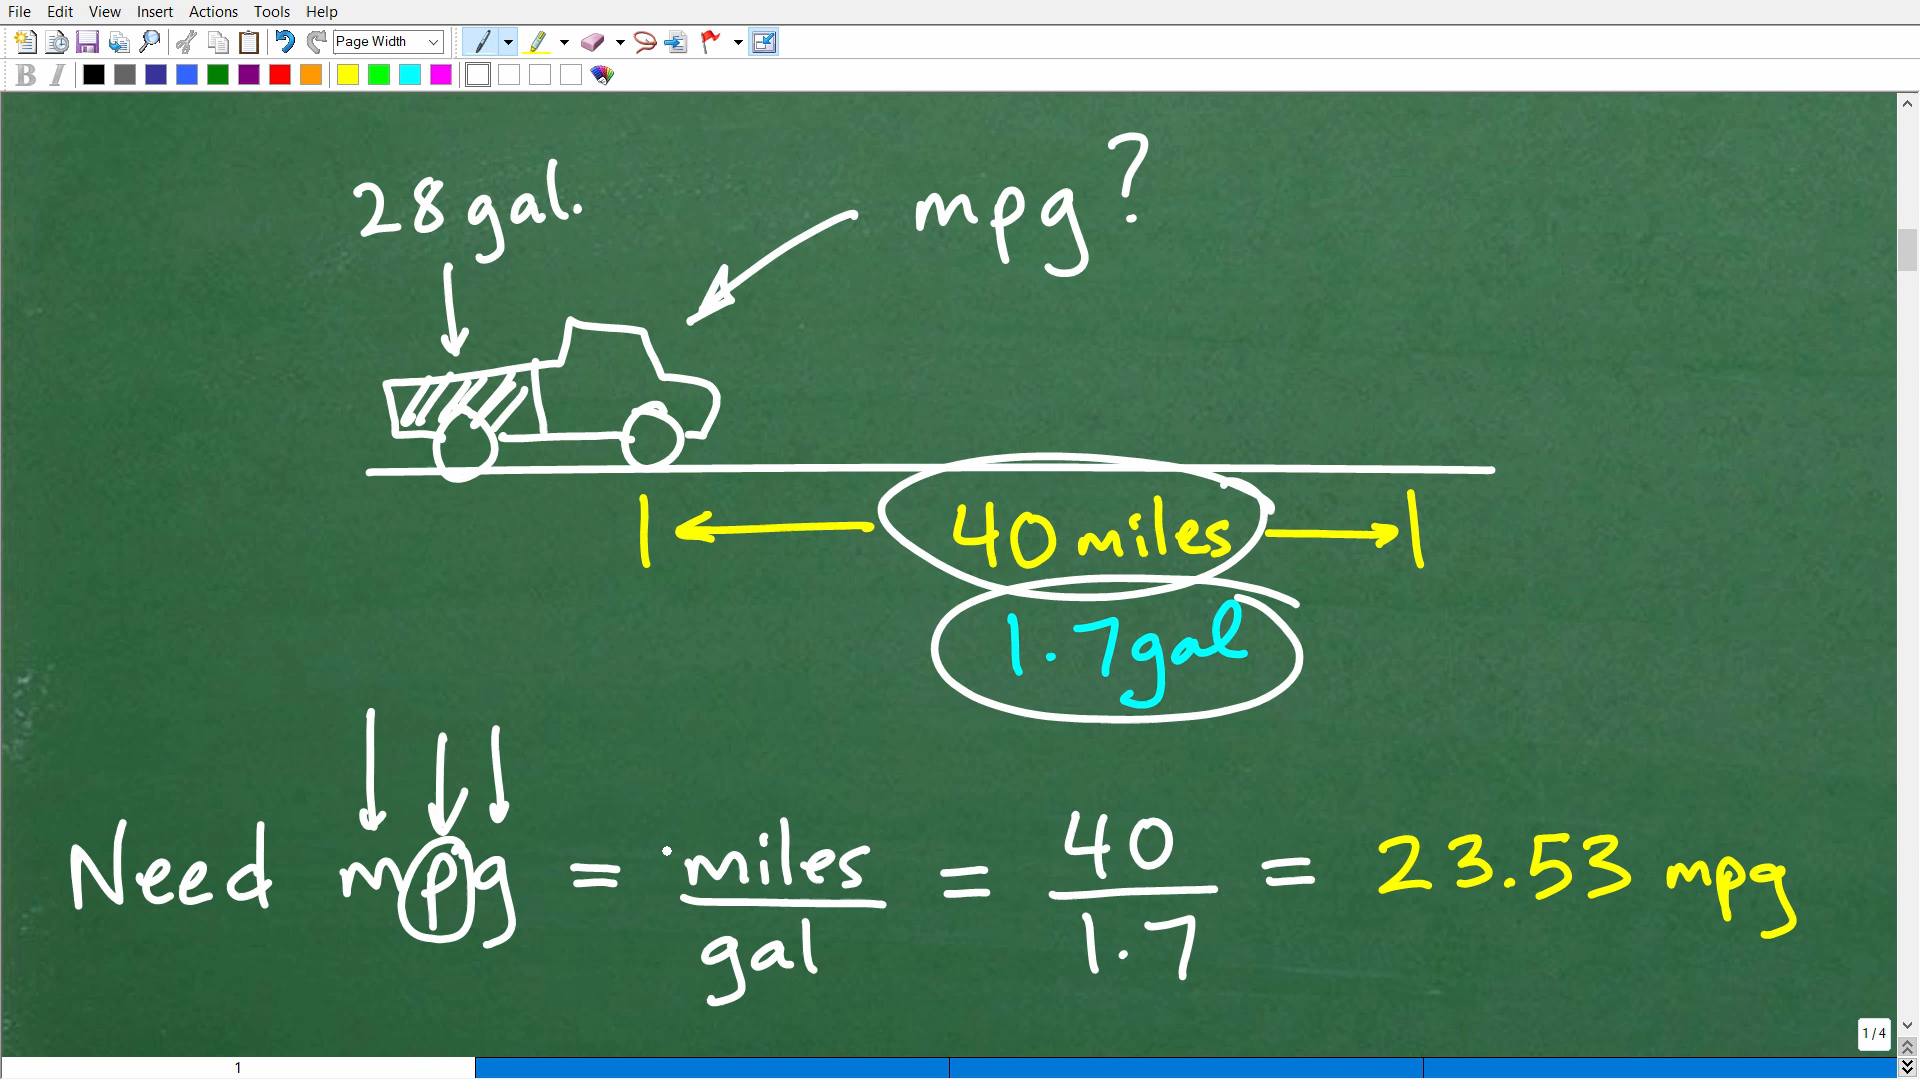 File Edit View Insert Actions Tools Help
Page Width
B I
28 gal. mpg?
40 miles
1.7 gal
Need mpg = miles/gal = 40/1.7 = 23.53 mpg
1/4
1